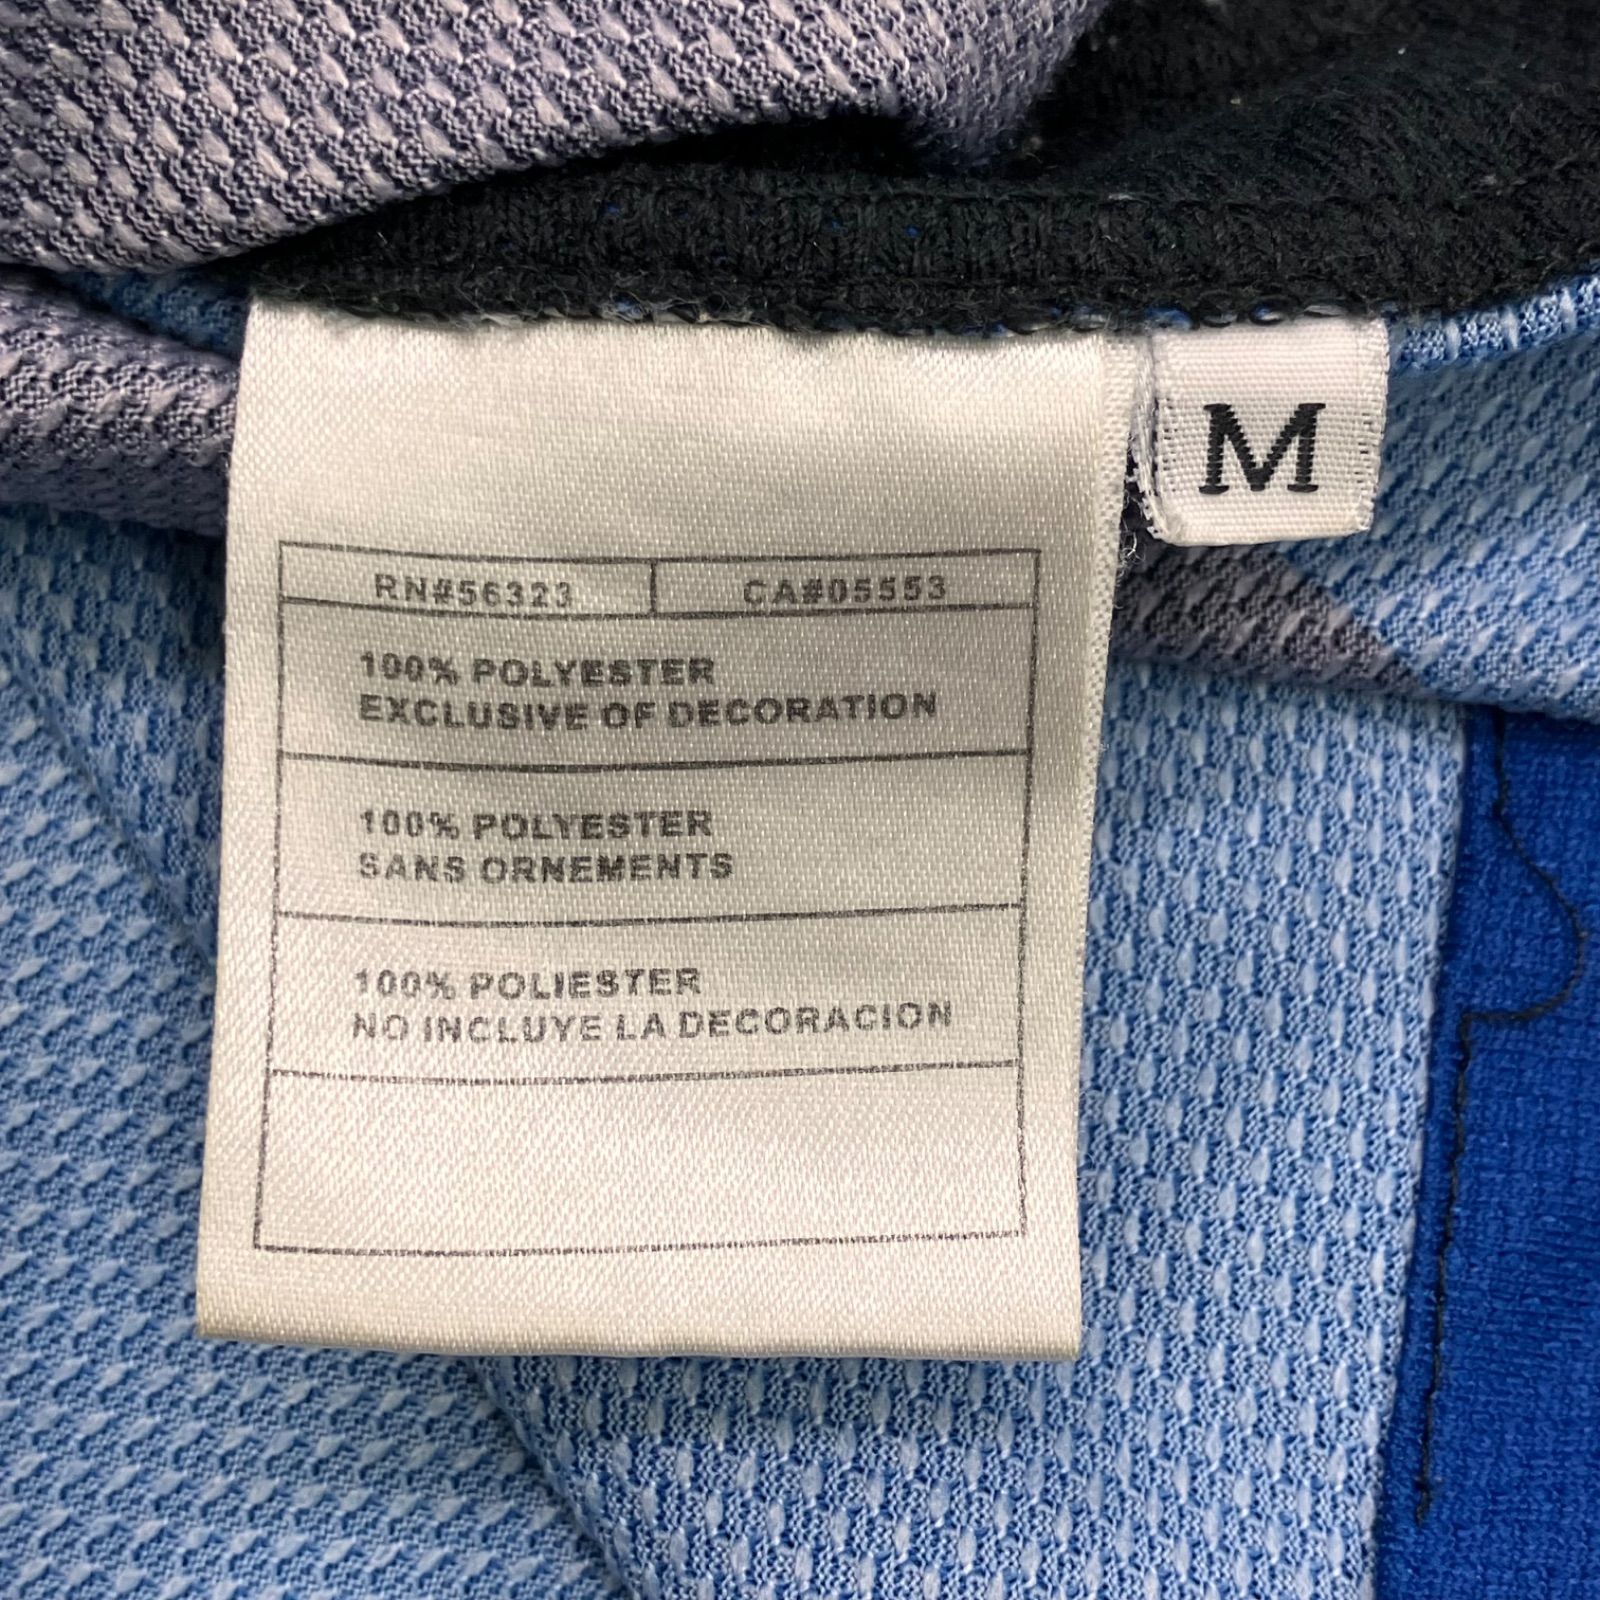 M
RN#56323 CA#05553
100% POLYESTER
EXCLUSIVE OF DECORATION
100% POLYESTER
SANS ORNEMENTS
100% POLIESTER
NO INCLUYE LA DECORACION